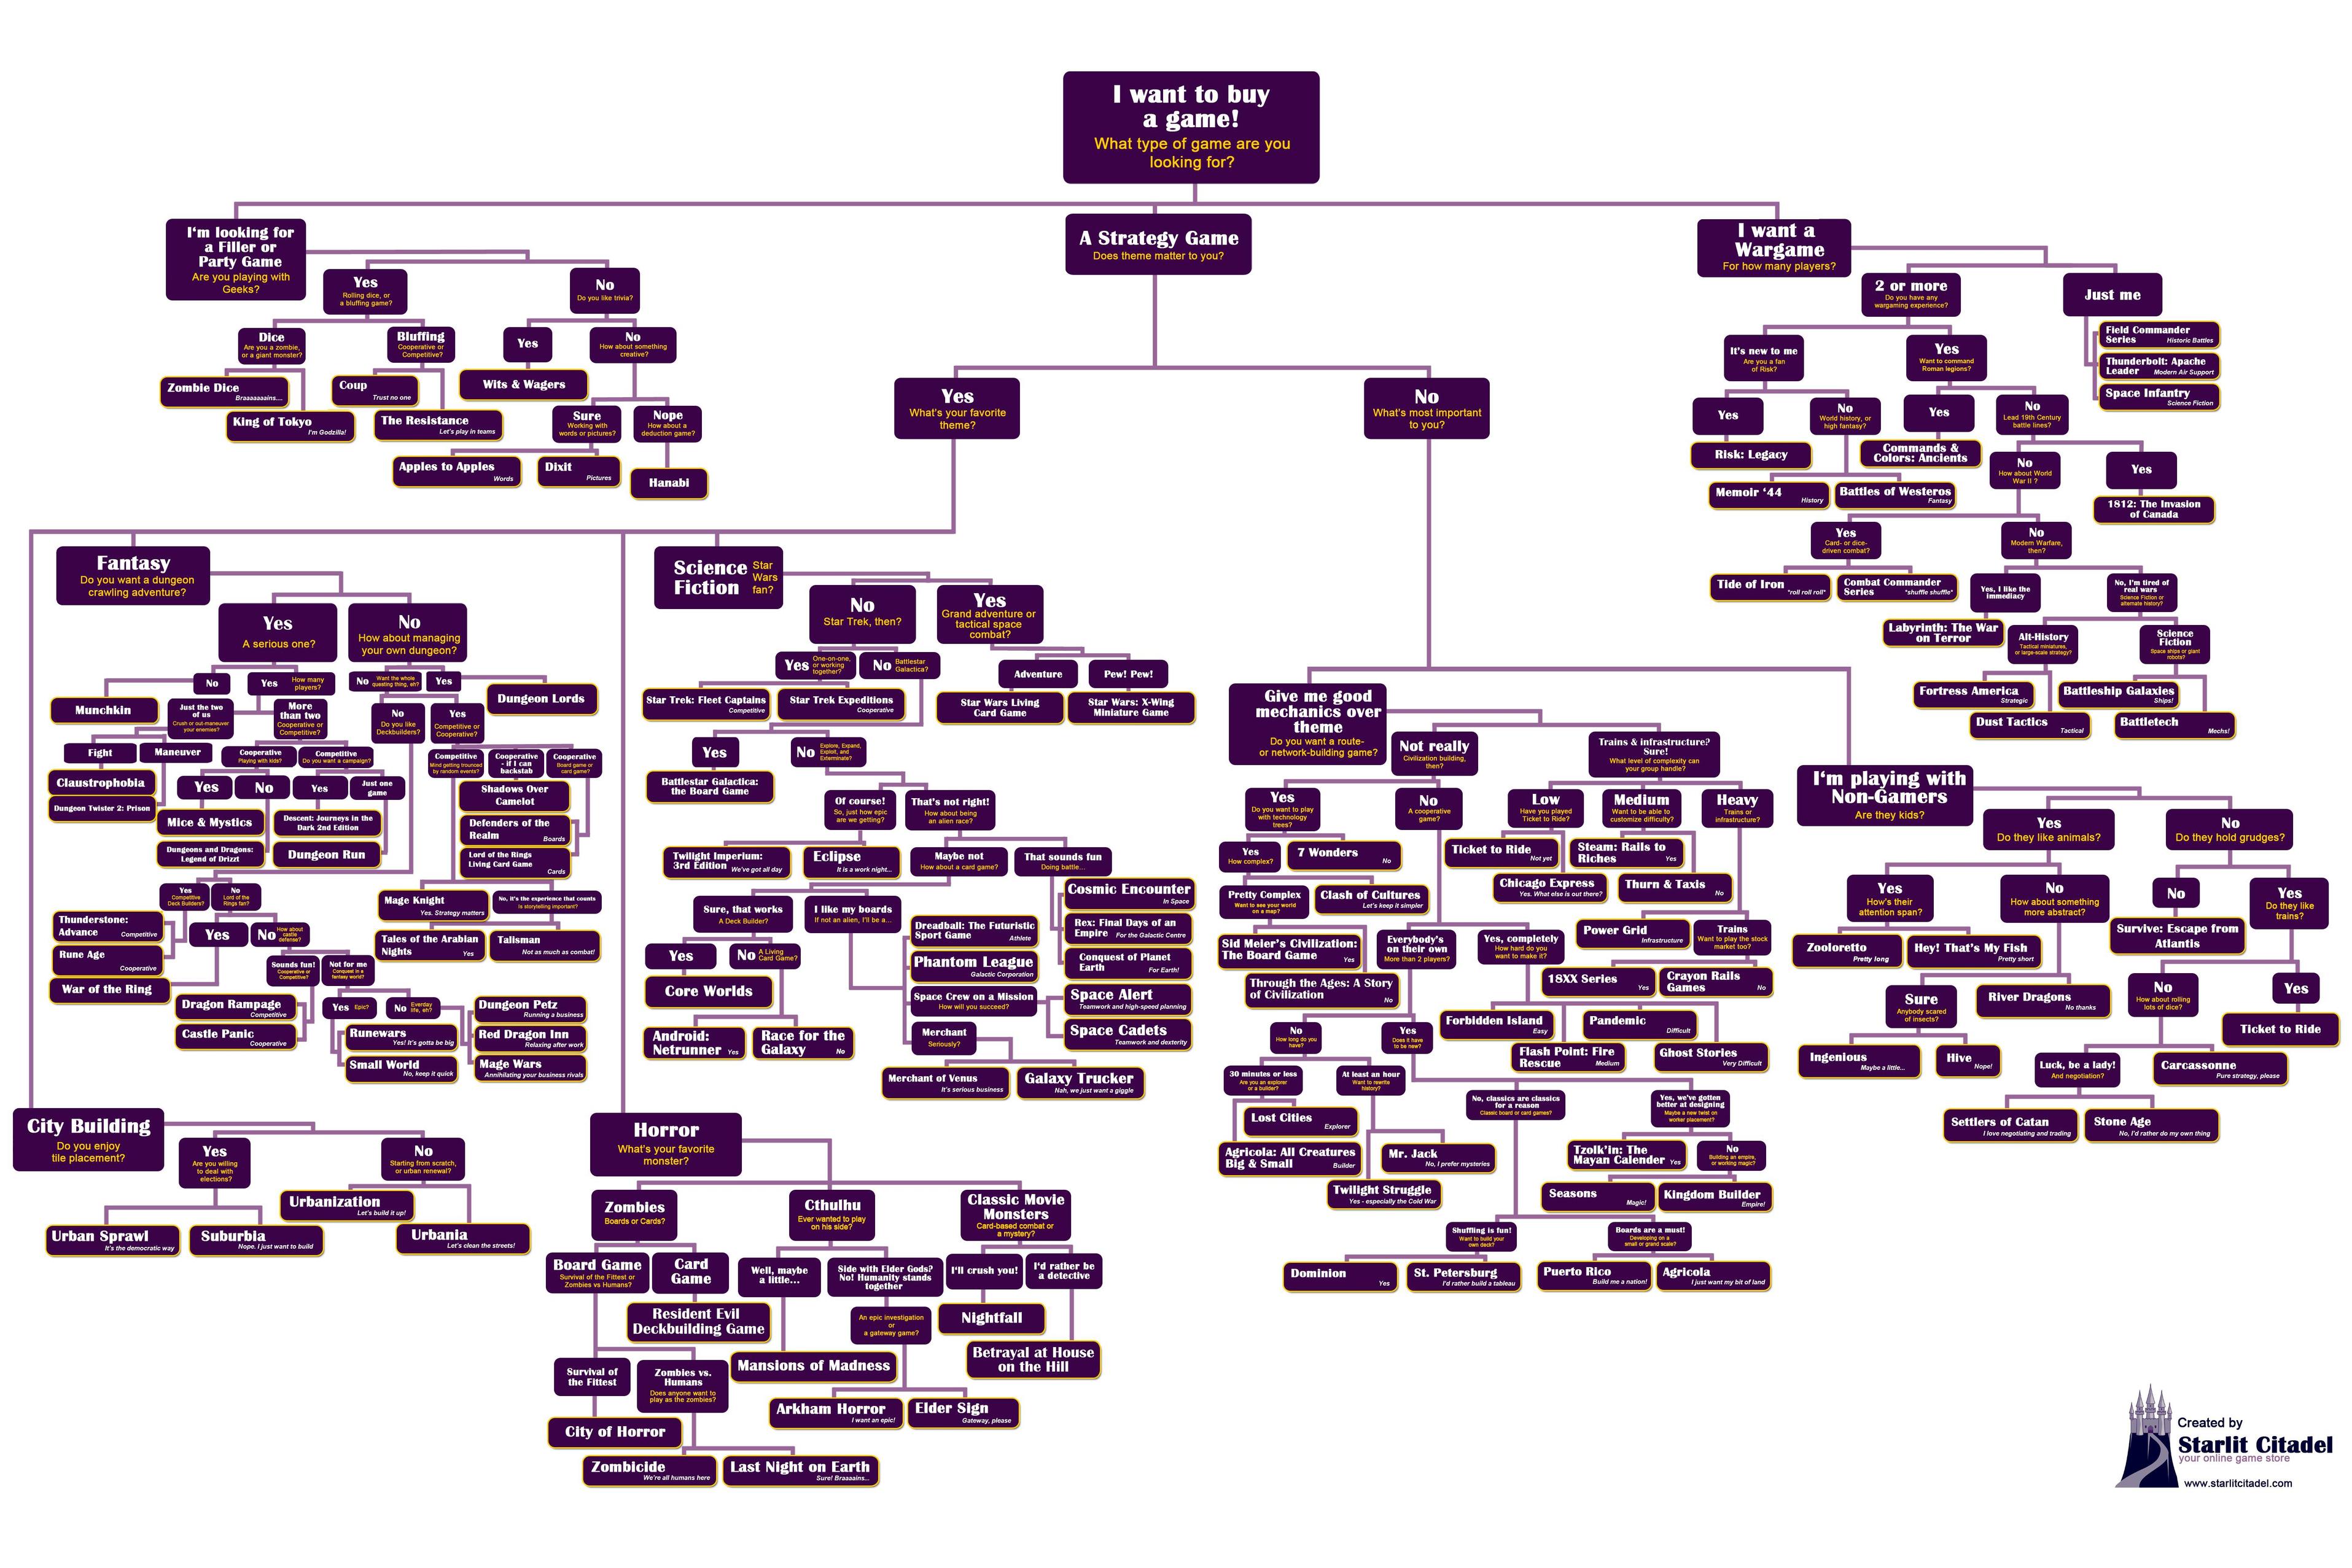 I want to buy
a game!
What type of game are you
looking for?
I'm looking for
a Filler or
Party Game
Are you playing with
Geeks?
Yes
Rolling dice, or
a bluffing game?
No
Do you like trivia?
Dice
Are you a zombie,
or a giant monster?
Bluffing
Cooperative or
Competitive?
Yes
No
How about something
creative?
Zombie Dice
Braaaaaaains....
King of Tokyo
I'm Godzilla!
Coup
Trust no one
The Resistance
Let's play in teams
Wits & Wagers
Sure
Working with
words or pictures?
Nope
How about a
deduction game?
Apples to Apples
Words
Dixit
Pictures
Hanabi
A Strategy Game
Does theme matter to you?
Yes
What's your favorite
theme?
No
What's most important
to you?
I want a
Wargame
For how many players?
2 or more
Do you have any
wargaming experience?
Just me
Field Commander
Series
Historic Battles
Thunderbolt: Apache
Leader
Modern Air Support
Space Infantry
Science Fiction
It's new to me
Are you a fan
of Risk?
Yes
Want to command
Roman legions?
Yes
No
World history, or
high fantasy?
Yes
No
Lead 19th Century
battle lines?
Risk: Legacy
Memoir '44
History
Battles of Westeros
Fantasy
Commands &
Colors: Ancients
No
How about World
War II ?
Yes
1812: The Invasion
of Canada
Yes
Card- or dice-
driven combat?
No
Modern Warfare,
then?
Tide of Iron
*roll roll roll*
Combat Commander
Series
*shuffle shuffle*
Yes, I like the
immediacy
No, I'm tired of
real wars
Science Fiction or
alternate history?
Labyrinth: The War
on Terror
Alt-History
Tactical miniatures,
or large-scale strategy?
Science
Fiction
Space ships or giant
robots?
Fortress America
Strategic
Dust Tactics
Tactical
Battleship Galaxies
Ships!
Battletech
Mechs!
Fantasy
Do you want a dungeon
crawling adventure?
Yes
A serious one?
No
How about managing
your own dungeon?
No
Yes
How many
players?
No
Want the whole
questing thing, eh?
Yes
Munchkin
Just the two
of us
Crush or out-maneuver
your enemies?
More
than two
Cooperative or
Competitive?
No
Do you like
Deckbuilders?
Yes
Competitive or
Cooperative?
Dungeon Lords
Fight
Maneuver
Cooperative
Playing with kids?
Competitive
Do you want a campaign?
Claustrophobia
Dungeon Twister 2: Prison
Yes
No
Yes
Just one
game
Mice & Mystics
Dungeons and Dragons:
Legend of Drizzt
Descent: Journeys in the
Dark 2nd Edition
Dungeon Run
Competitive
Mind getting trounced
by random events?
Cooperative
- if I can
backstab
Cooperative
Board game or
card game?
Shadows Over
Camelot
Defenders of the
Realm
Boards
Lord of the Rings
Living Card Game
Cards
Mage Knight
Yes. Strategy matters
No, it's the experience that counts
Is storytelling important?
Tales of the Arabian
Nights
Yes
Talisman
Not as much as combat!
Yes
Competitive
Deck Builders?
No
Lord of the
Rings fan?
Thunderstone:
Advance
Competitive
Rune Age
Cooperative
War of the Ring
Yes
No
How about
castle
defense?
Sounds fun!
Cooperative or
Competitive?
Not for me
Conquest in a
fantasy world?
Dragon Rampage
Competitive
Castle Panic
Cooperative
Yes
Epic?
No
Everday
life, eh?
Runewars
Yes! It's gotta be big
Small World
No, keep it quick
Dungeon Petz
Running a business
Red Dragon Inn
Relaxing after work
Mage Wars
Annihilating your business rivals
City Building
Do you enjoy
tile placement?
Yes
Are you willing
to deal with
elections?
No
Starting from scratch,
or urban renewal?
Urban Sprawl
It's the democratic way
Suburbia
Nope. I just want to build
Urbanization
Let's build it up!
Urbania
Let's clean the streets!
Science
Fiction
Star
Wars
fan?
No
Star Trek, then?
Yes
Grand adventure or
tactical space
combat?
Yes
One-on-one,
or working
together?
No
Battlestar
Galactica?
Adventure
Pew! Pew!
Star Trek: Fleet Captains
Competitive
Star Trek Expeditions
Cooperative
Star Wars Living
Card Game
Star Wars: X-Wing
Miniature Game
Yes
No
Explore, Expand,
Exploit, and
Exterminate?
Battlestar Galactica:
the Board Game
Of course!
So, just how epic
are we getting?
That's not right!
How about being
an alien race?
Twilight Imperium:
3rd Edition
We've got all day
Eclipse
It is a work night...
Maybe not
How about a card game?
That sounds fun
Doing battle....
Sure, that works
A Deck Builder?
I like my boards
If not an alien, I'll be a...
Cosmic Encounter
In Space
Rex: Final Days of an
Empire
For the Galactic Centre
Conquest of Planet
Earth
For Earth!
Yes
No
A Living
Card Game?
Core Worlds
Android:
Netrunner
Yes
Race for the
Galaxy
No
Dreadball: The Futuristic
Sport Game
Athlete
Phantom League
Galactic Corporation
Space Crew on a Mission
How will you succeed?
Space Alert
Teamwork and high-speed planning
Space Cadets
Teamwork and dexterity
Merchant
Seriously?
Merchant of Venus
It's serious business
Galaxy Trucker
Nah, we just want a giggle
Horror
What's your favorite
monster?
Zombies
Boards or Cards?
Cthulhu
Ever wanted to play
on his side?
Classic Movie
Monsters
Card-based combat or
a mystery?
Board Game
Survival of the Fittest or
Zombies vs Humans?
Card
Game
Resident Evil
Deckbuilding Game
Well, maybe
a little...
Side with Elder Gods?
No! Humanity stands
together
I'll crush you!
I'd rather be
a detective
An epic investigation
or
a gateway game?
Nightfall
Betrayal at House
on the Hill
Mansions of Madness
Survival of
the Fittest
Zombies vs.
Humans
Does anyone want to
play as the zombies?
Arkham Horror
I want an epic!
Elder Sign
Gateway, please
City of Horror
Zombicide
We're all humans here
Last Night on Earth
Sure! Braaaains...
Give me good
mechanics over
theme
Do you want a route-
or network-building game?
Not really
Civilization building,
then?
Trains & infrastructure?
Sure!
What level of complexity can
your group handle?
Yes
Do you want to play
with technology
trees?
No
A cooperative
game?
Low
Have you played
Ticket to Ride?
Medium
Want to be able to
customize difficulty?
Heavy
Trains or
infrastructure?
Yes
How complex?
7 Wonders
No
Ticket to Ride
Not yet
Chicago Express
Yes. What else is out there?
Steam: Rails to
Riches
Yes
Thurn & Taxis
No
Pretty Complex
Want to see your world
on a map?
Clash of Cultures
Let's keep it simpler
Sid Meier's Civilization:
The Board Game
Yes
Through the Ages: A Story
of Civilization
No
Everybody's
on their own
More than 2 players?
Yes, completely
How hard do you
want to make it?
Power Grid
Infrastructure
Trains
Want to play the stock
market too?
18XX Series
Yes
Crayon Rails
Games
No
Forbidden Island
Easy
Pandemic
Difficult
Flash Point: Fire
Rescue
Medium
Ghost Stories
Very Difficult
No
How long do you
have?
Yes
Does it have
to be new?
30 minutes or less
Are you an explorer
or a builder?
At least an hour
Want to rewrite
history?
Lost Cities
Explorer
Agricola: All Creatures
Big & Small
Builder
Mr. Jack
No, I prefer mysteries
Twilight Struggle
Yes - especially the Cold War
No, classics are classics
for a reason
Classic board or card games?
Yes, we've gotten
better at designing
Maybe a new twist on
worker placement?
Tzolk'in: The
Mayan Calender
Yes
No
Building an empire,
or working magic?
Seasons
Magic!
Kingdom Builder
Empire!
Shuffling is fun!
Want to build your
own deck?
Boards are a must!
Developing on a
small or grand scale?
Dominion
Yes
St. Petersburg
I'd rather build a tableau
Puerto Rico
Build me a nation!
Agricola
I just want my bit of land
I'm playing with
Non-Gamers
Are they kids?
Yes
Do they like animals?
No
Do they hold grudges?
Yes
How's their
attention span?
No
How about something
more abstract?
No
Yes
Do they like
trains?
Zooloretto
Pretty long
Hey! That's My Fish
Pretty short
Survive: Escape from
Atlantis
Sure
Anybody scared
of insects?
River Dragons
No thanks
No
How about rolling
lots of dice?
Yes
Ticket to Ride
Ingenious
Maybe a little...
Hive
Nope!
Luck, be a lady!
And negotiation?
Carcassonne
Pure strategy, please
Settlers of Catan
I love negotiating and trading
Stone Age
No, I'd rather do my own thing
Created by
Starlit Citadel
your online game store
www.starlitcitadel.com